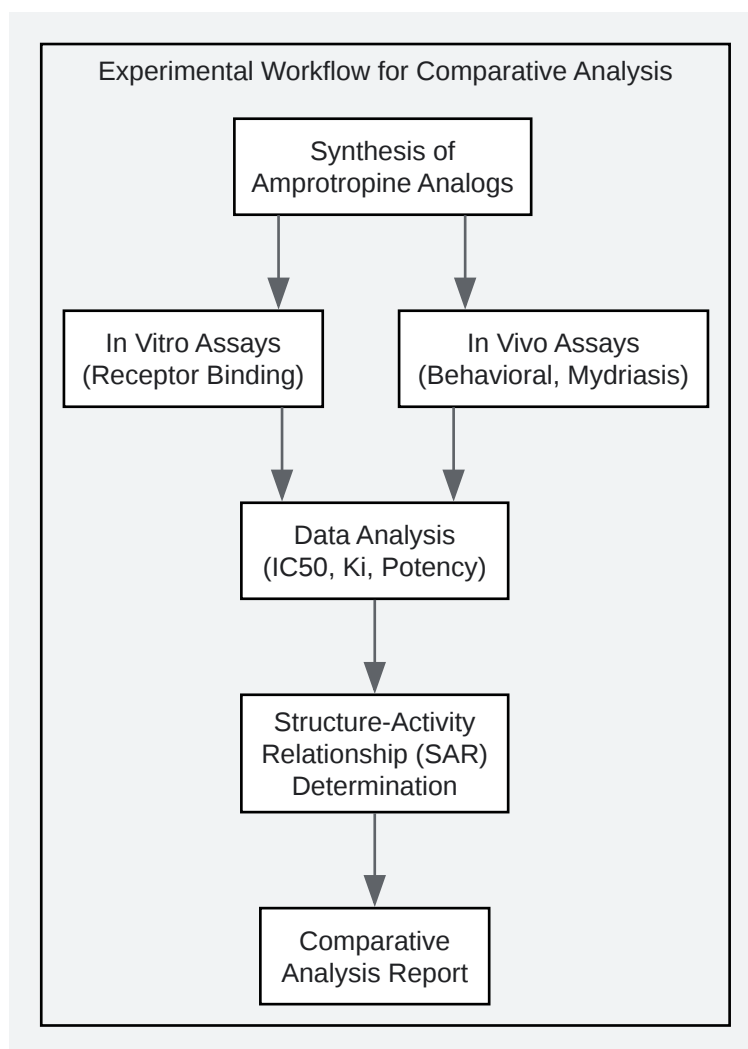 Experimental Workflow for Comparative Analysis
Synthesis of
Amprotropine Analogs
In Vitro Assays
(Receptor Binding)
In Vivo Assays
(Behavioral, Mydriasis)
Data Analysis
(IC50, Ki, Potency)
Structure-Activity
Relationship (SAR)
Determination
Comparative
Analysis Report